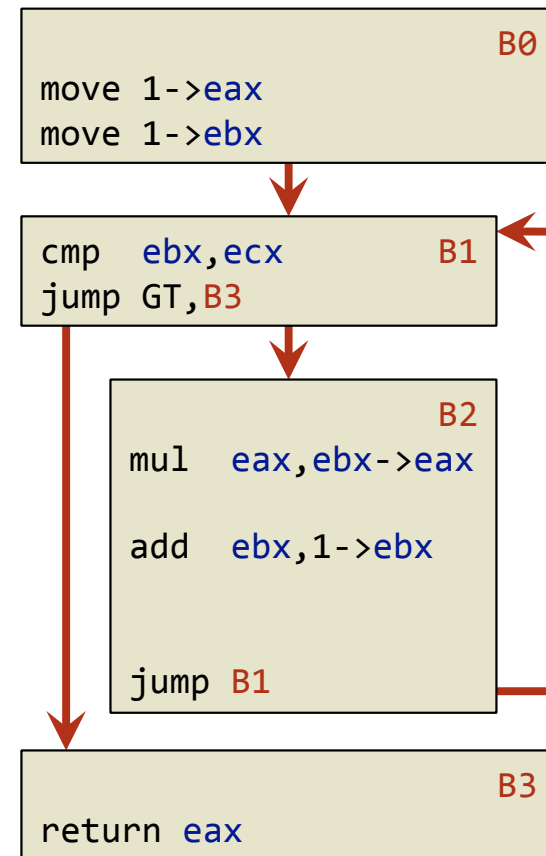 B0
move 1->eax
move 1->ebx
cmp ebx,ecx B1
jump GT,B3
B2
mul eax,ebx->eax
add ebx,1->ebx
jump B1
B3
return eax